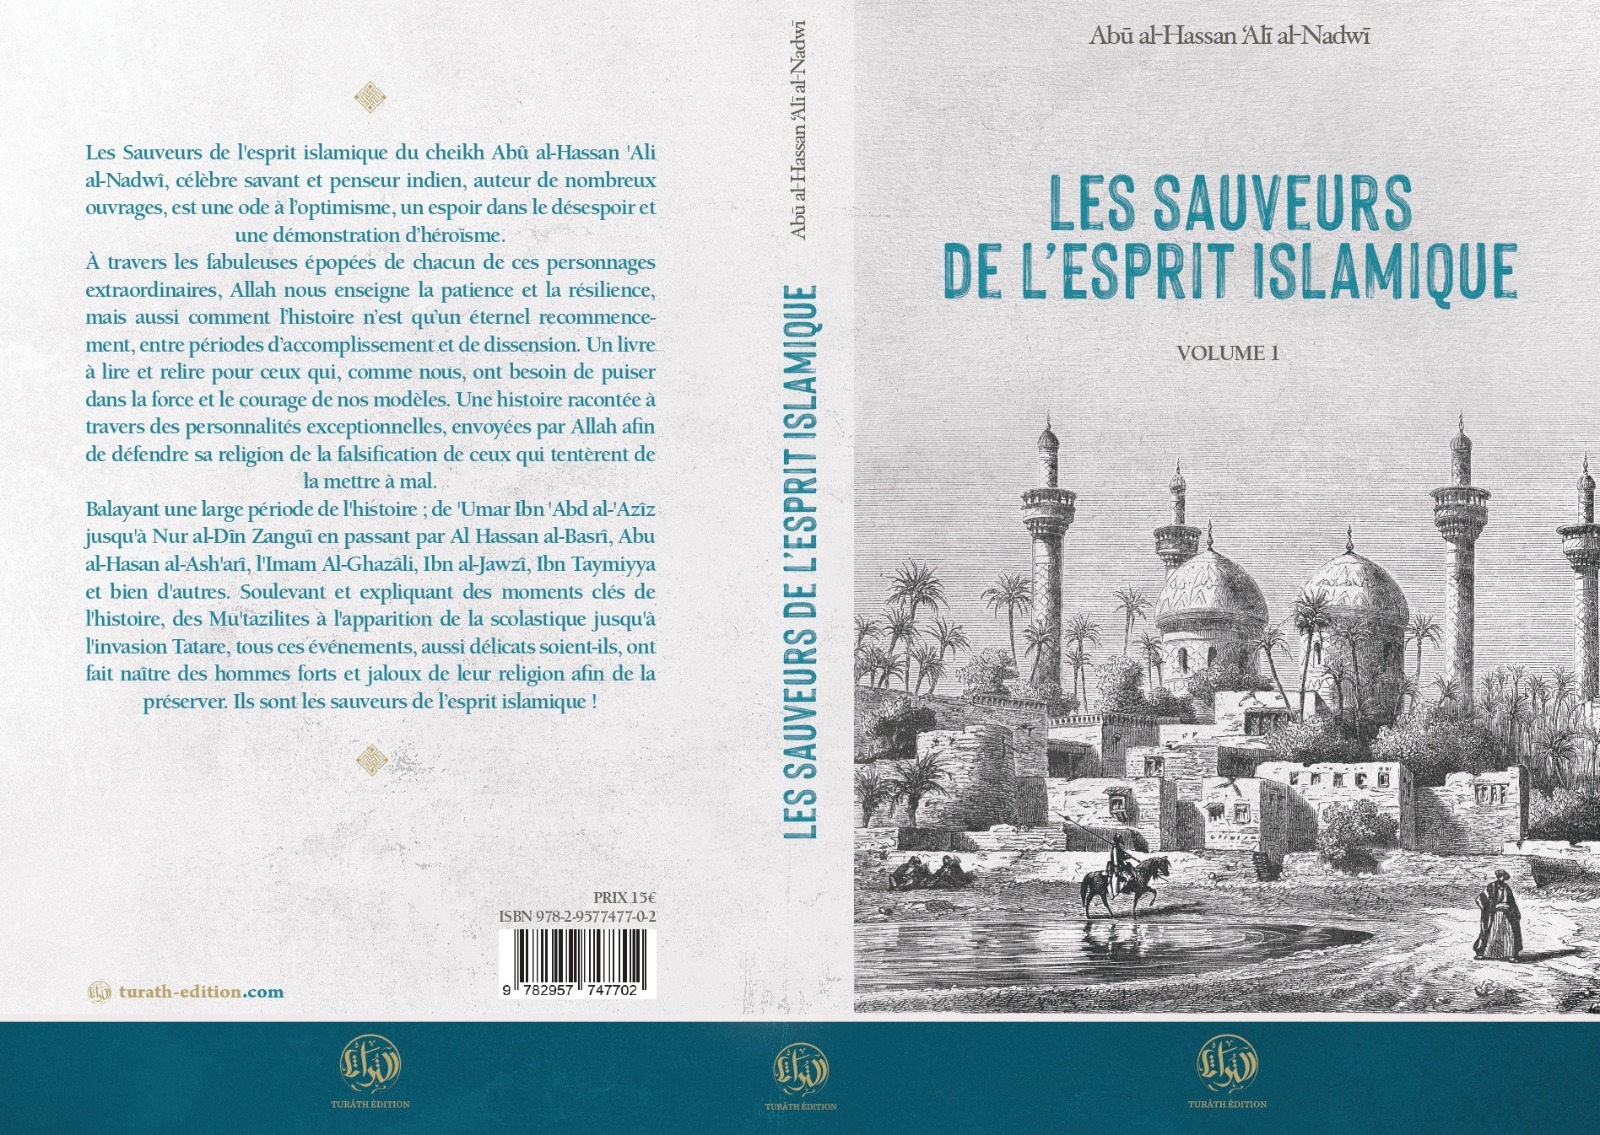 Les Sauveurs de l'esprit islamique du cheikh Abû al-Hassan 'Ali
al-Nadwî, célèbre savant et penseur indien, auteur de nombreux
ouvrages, est une ode à l’optimisme, un espoir dans le désespoir et
une démonstration d’héroïsme.
À travers les fabuleuses épopées de chacun de ces personnages
extraordinaires, Allah nous enseigne la patience et la résilience,
mais aussi comment l’histoire n’est qu’un éternel recommence-
ment, entre périodes d’accomplissement et de dissension. Un livre
à lire et relire pour ceux qui, comme nous, ont besoin de puiser
dans la force et le courage de nos modèles. Une histoire racontée à
travers des personnalités exceptionnelles, envoyées par Allah afin
de défendre sa religion de la falsification de ceux qui tentèrent de
la mettre à mal.
Balayant une large période de l'histoire ; de 'Umar Ibn 'Abd al-'Azîz
jusqu'à Nur al-Dîn Zanguî en passant par Al Hassan al-Basrî, Abu
al-Hasan al-Ash'arî, l'Imam Al-Ghazâli, Ibn al-Jawzî, Ibn Taymiyya
et bien d'autres. Soulevant et expliquant des moments clés de
l'histoire, des Mu'tazilites à l'apparition de la scolastique jusqu'à
l'invasion Tatare, tous ces événements, aussi délicats soient-ils, ont
fait naître des hommes forts et jaloux de leur religion afin de la
préserver. Ils sont les sauveurs de l’esprit islamique !
PRIX 15€
ISBN 978-2-9577477-0-2
9 782957 747702
turath-edition.com
التراث
TURÂTH ÉDITION
Abū al-Hassan ‘Alī al-Nadwī
LES SAUVEURS DE L’ESPRIT ISLAMIQUE
التراث
TURÂTH ÉDITION
Abū al-Hassan ‘Alī al-Nadwī
LES SAUVEURS
DE L’ESPRIT ISLAMIQUE
VOLUME 1
التراث
TURÂTH ÉDITION